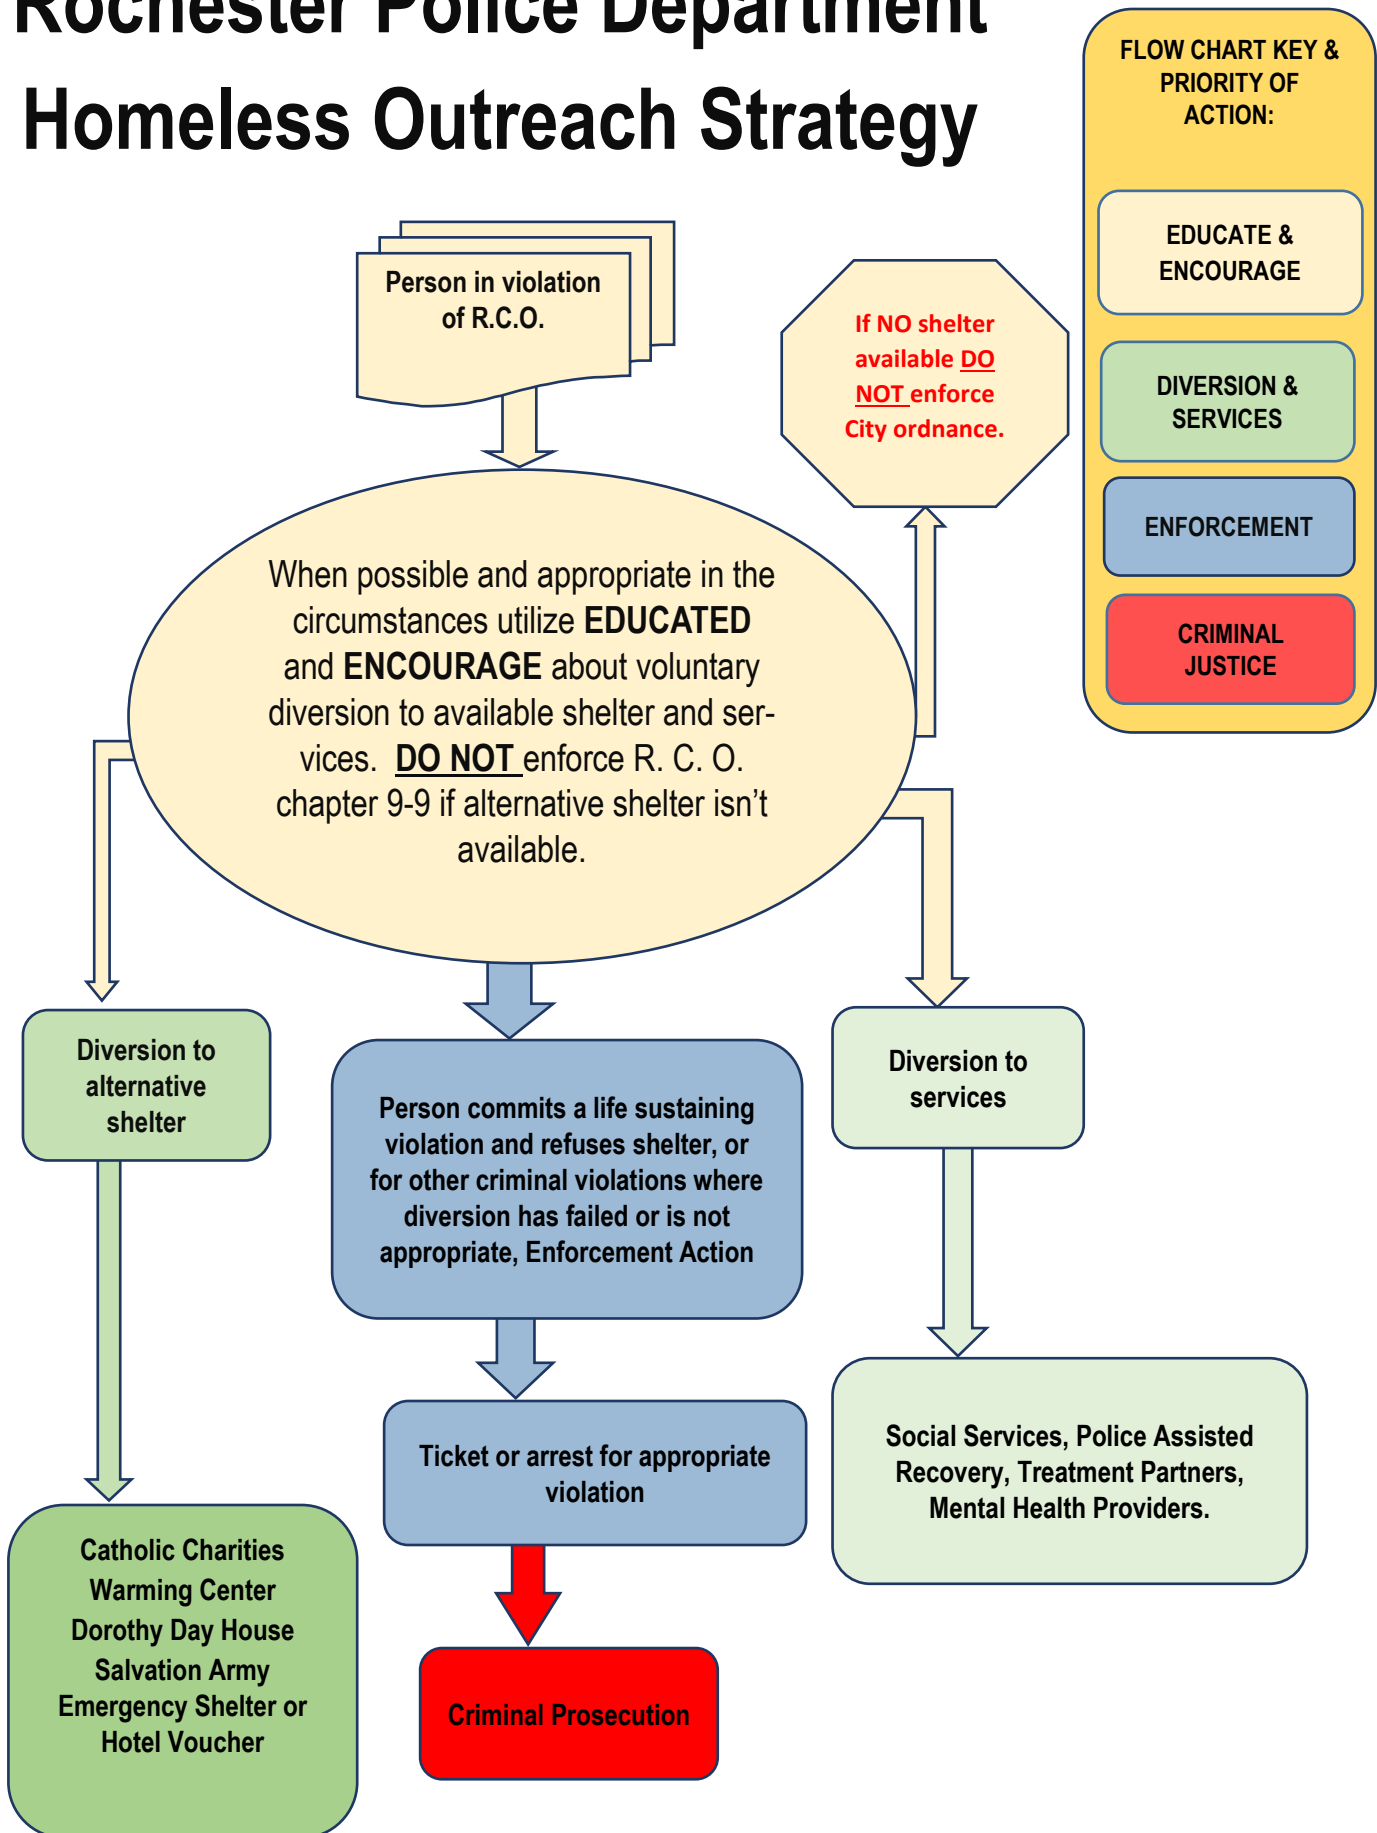 Rochester Police Department
Homeless Outreach Strategy
FLOW CHART KEY &
PRIORITY OF
ACTION:
EDUCATE &
ENCOURAGE
DIVERSION &
SERVICES
ENFORCEMENT
CRIMINAL
JUSTICE
Person in violation
of R.C.O.
If NO shelter
available DO
NOT enforce
City ordnance.
When possible and appropriate in the
circumstances utilize EDUCATED
and ENCOURAGE about voluntary
diversion to available shelter and ser-
vices. DO NOT enforce R. C. O.
chapter 9-9 if alternative shelter isn’t
available.
Diversion to
alternative
shelter
Person commits a life sustaining
violation and refuses shelter, or
for other criminal violations where
diversion has failed or is not
appropriate, Enforcement Action
Diversion to
services
Ticket or arrest for appropriate
violation
Social Services, Police Assisted
Recovery, Treatment Partners,
Mental Health Providers.
Catholic Charities
Warming Center
Dorothy Day House
Salvation Army
Emergency Shelter or
Hotel Voucher
Criminal Prosecution